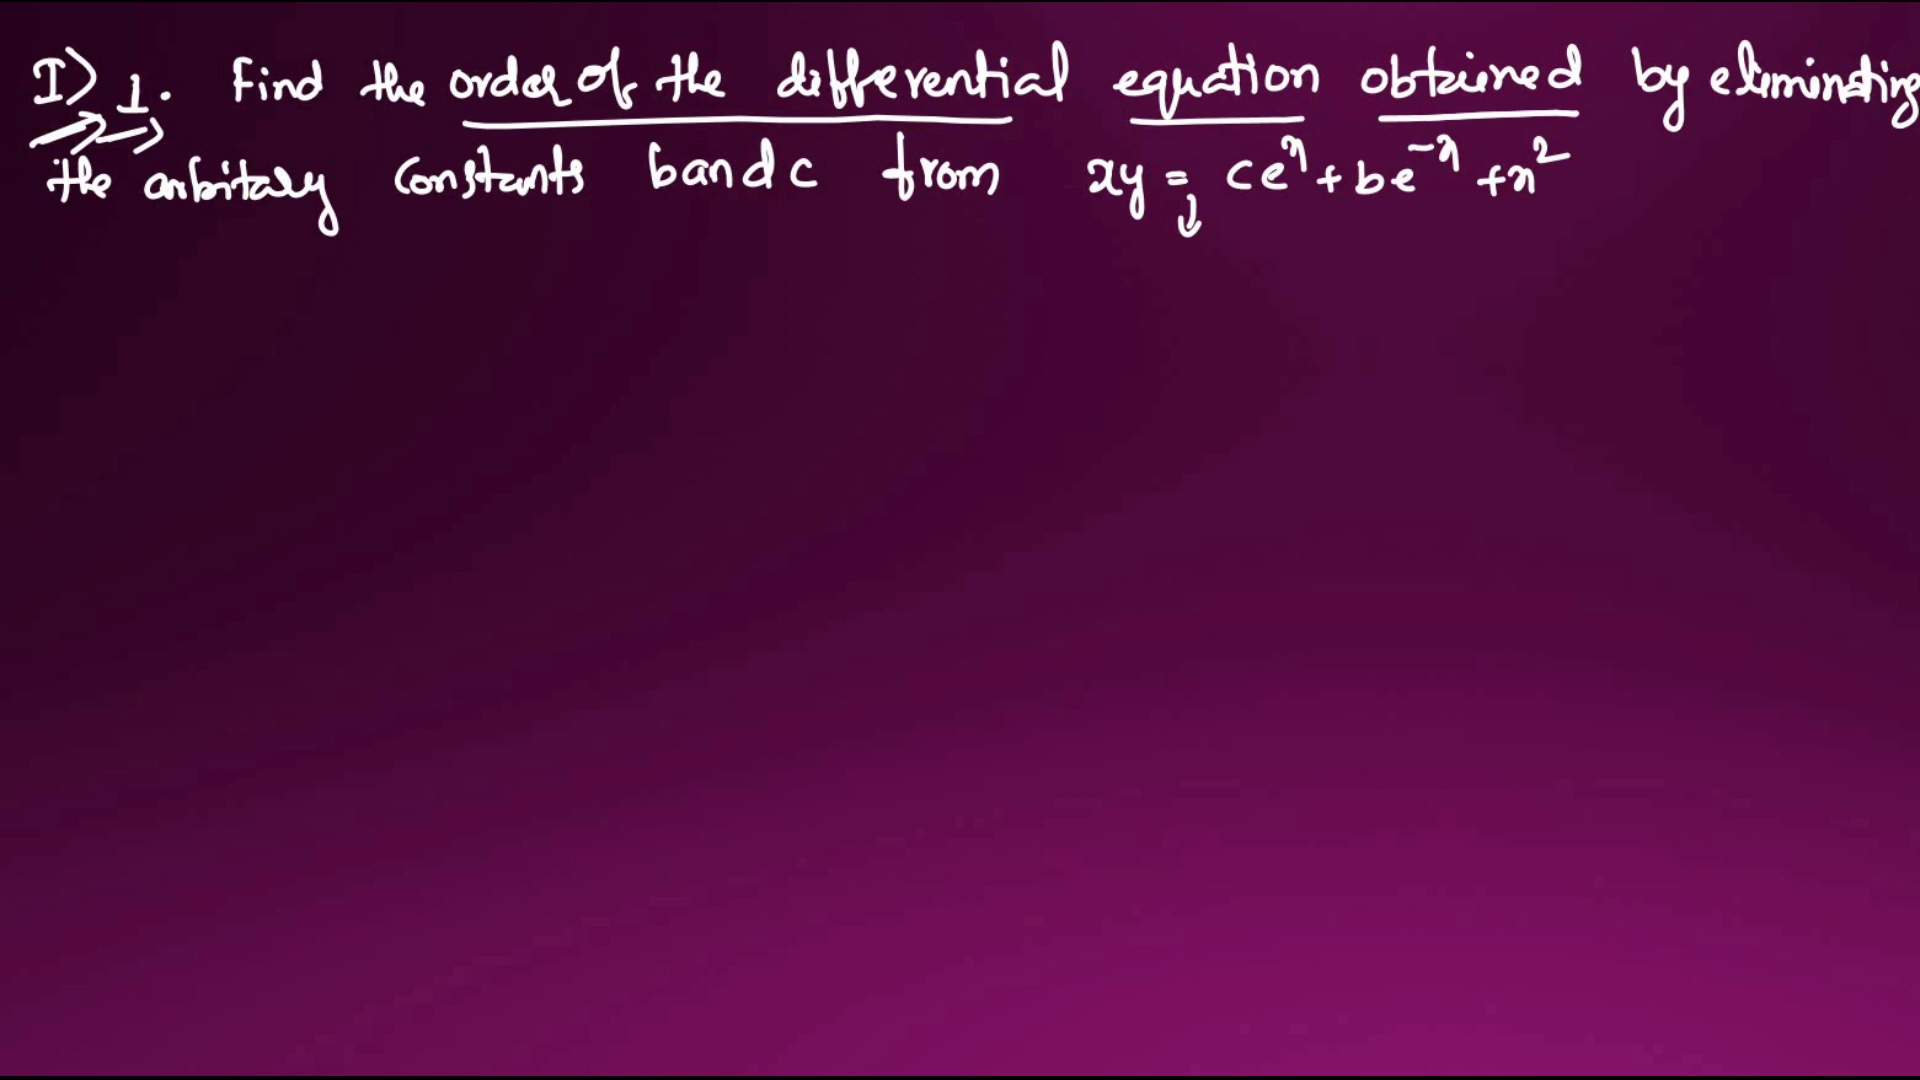 I) 1. Find the order of the differential equation obtained by eliminating
the arbitary constants b and c from xy = ce^x + be^-x + x^2